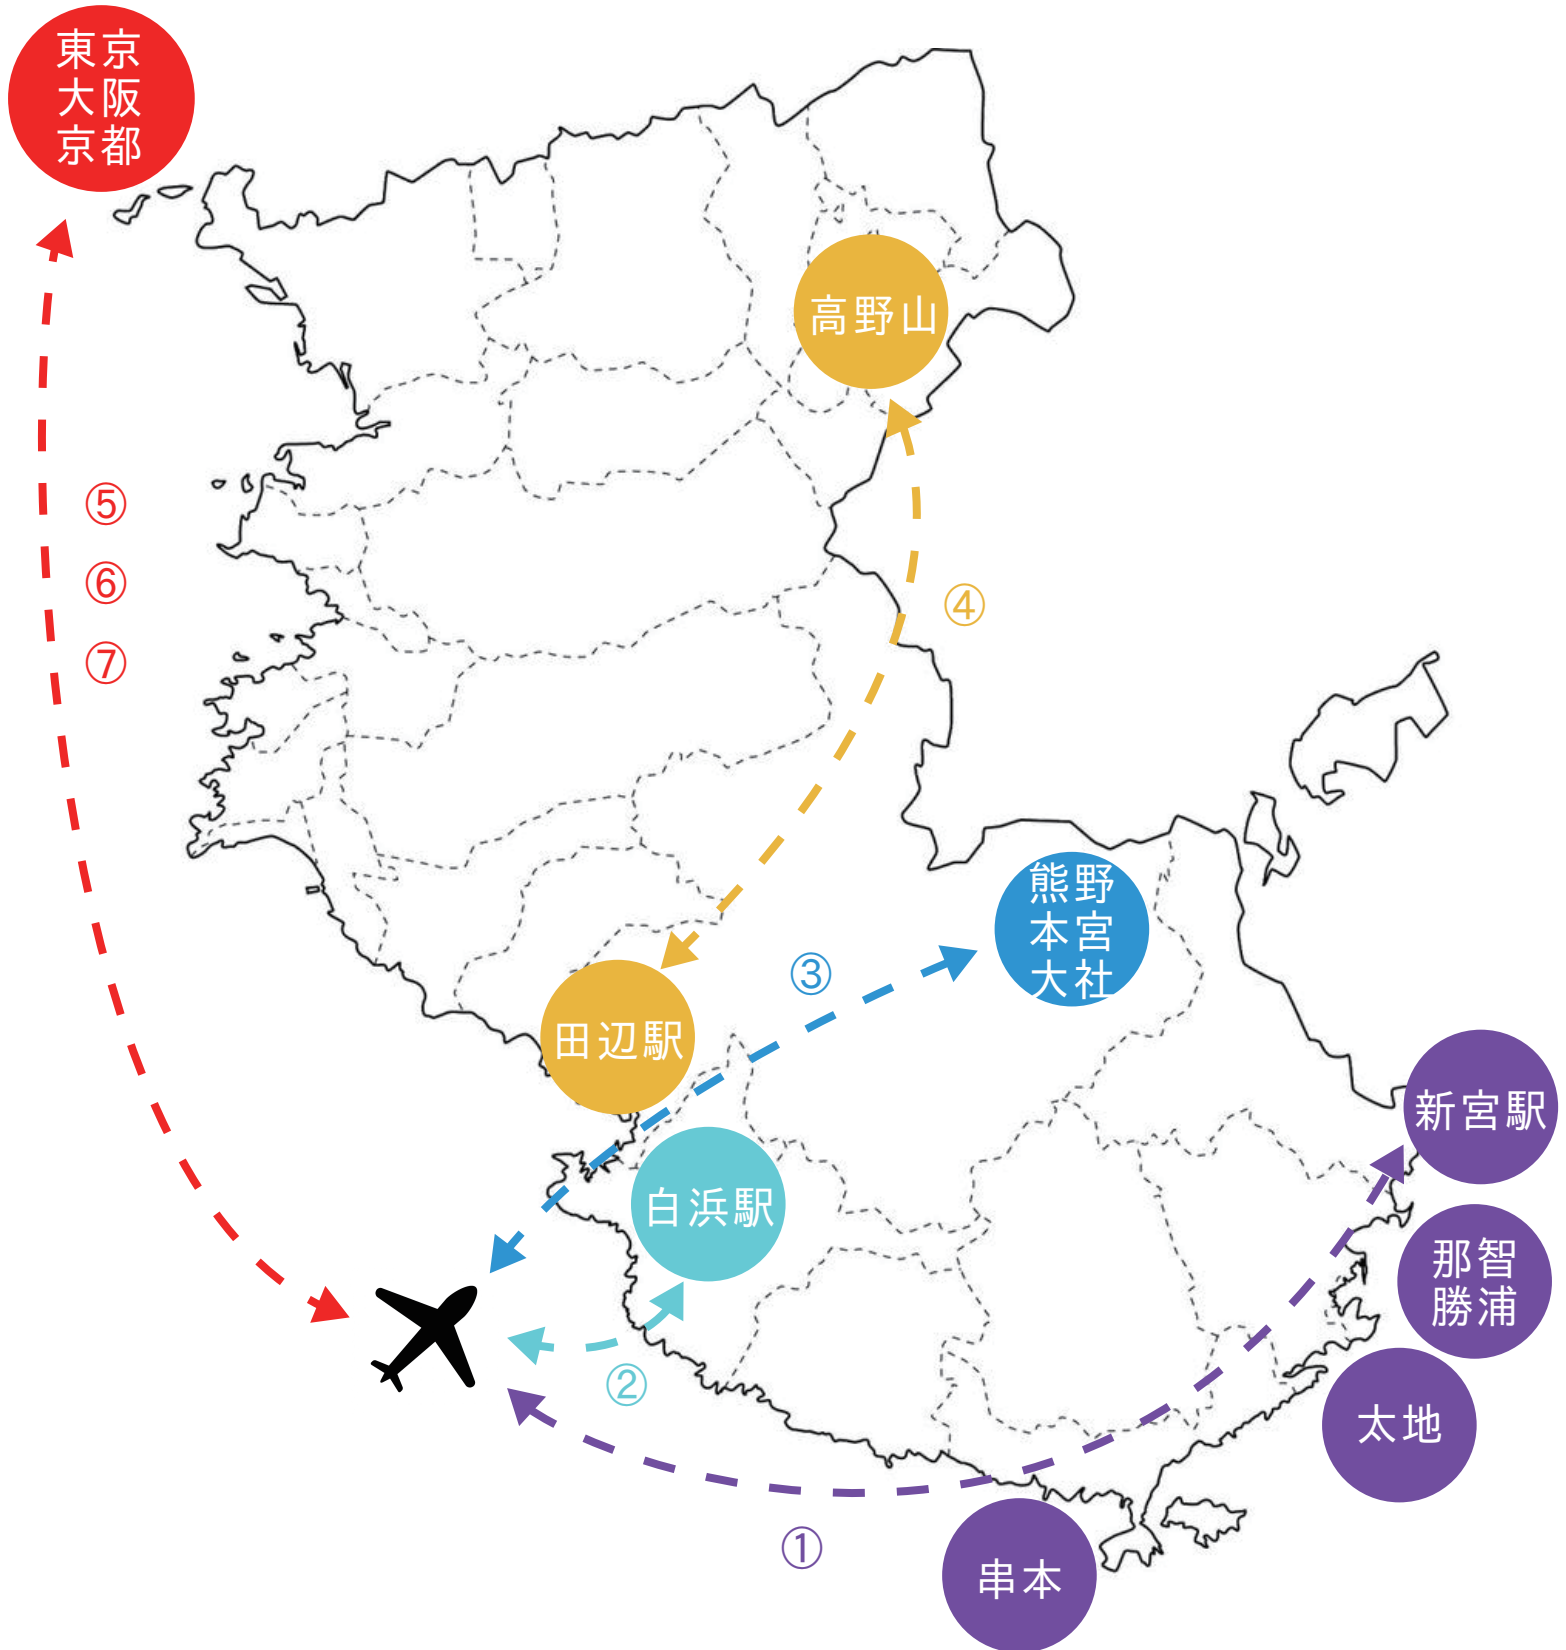 東京
大阪
京都
高野山
⑤
⑥
⑦
④
熊野
本宮
大社
③
田辺駅
新宮駅
白浜駅
那智
勝浦
②
太地
①
串本